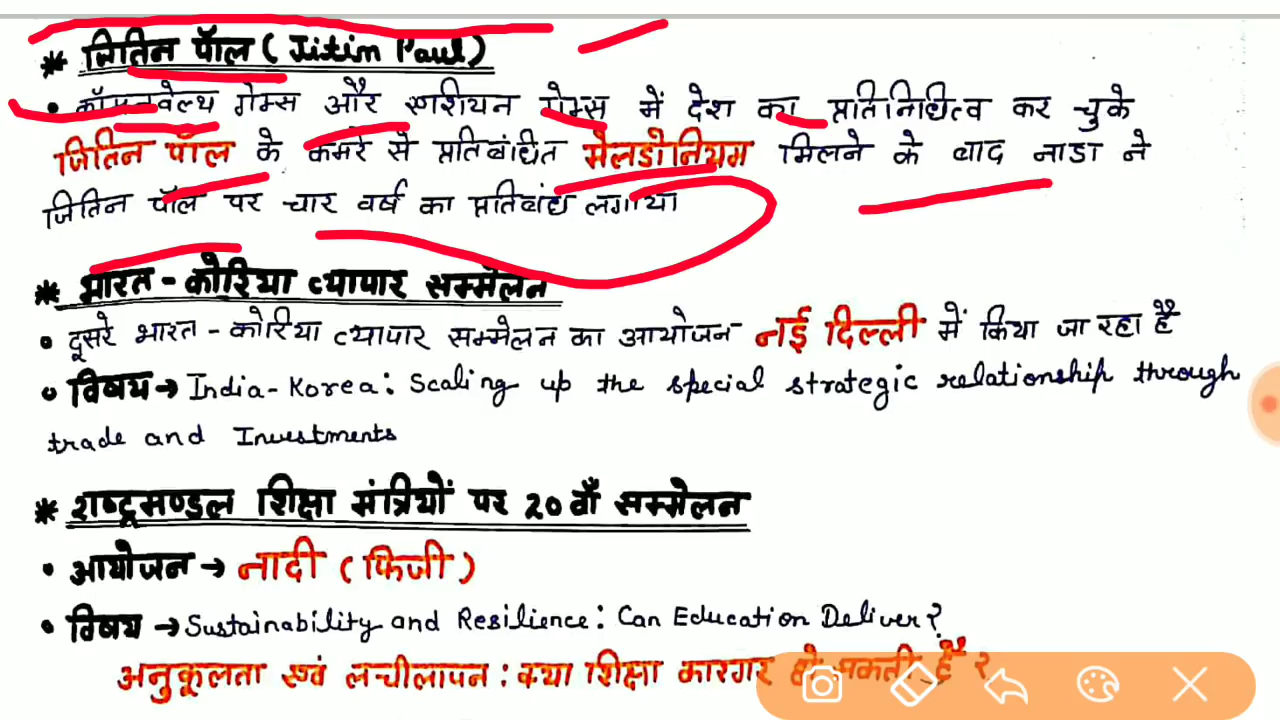 * जितिन पॉल ( Jitin Paul )
• कॉमनवेल्थ गेम्स और एशियन गेम्स में देश का प्रतिनिधित्व कर चुके
जितिन पॉल के कमरे से प्रतिबंधित मेलडोनियम मिलने के बाद नाडा ने
जितिन पॉल पर चार वर्ष का प्रतिबंध लगाया
* भारत - कोरिया व्यापार सम्मेलन
• दूसरे भारत - कोरिया व्यापार सम्मेलन का आयोजन नई दिल्ली में किया जा रहा है
• विषय → India-Korea: Scaling up the special strategic relationship through
trade and Investments
* राष्ट्रमण्डल शिक्षा मंत्रियों पर 20 वाँ सम्मेलन
• आयोजन → नादी ( फिजी )
• विषय → Sustainability and Resilience: Can Education Deliver?
अनुकूलता एवं लचीलापन : क्या शिक्षा कारगर हो सकती है ?